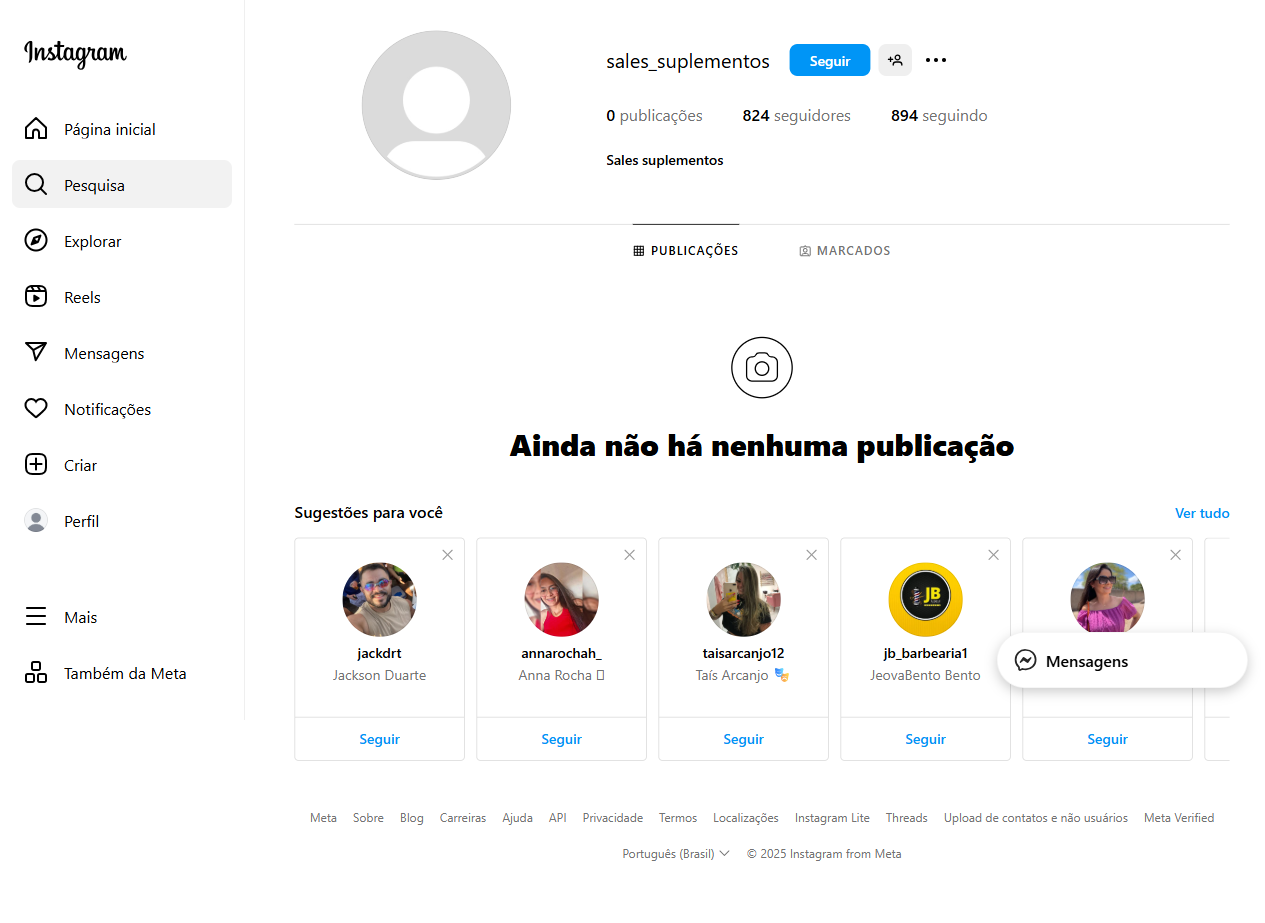 Instagram
Página inicial
Pesquisa
Explorar
Reels
Mensagens
Notificações
Criar
Perfil
Mais
Também da Meta
sales_suplementos Seguir
0 publicações 824 seguidores 894 seguindo
Sales suplementos
PUBLICAÇÕES MARCADOS
Ainda não há nenhuma publicação
Sugestões para você Ver tudo
JB
jackdrt annarochah_ taisarcanjo12 jb_barbearia1
Jackson Duarte Anna Rocha Taís Arcanjo JeovaBento Bento
Mensagens
Seguir Seguir Seguir Seguir Seguir
Meta Sobre Blog Carreiras Ajuda API Privacidade Termos Localizações Instagram Lite Threads Upload de contatos e não usuários Meta Verified
Português (Brasil) © 2025 Instagram from Meta